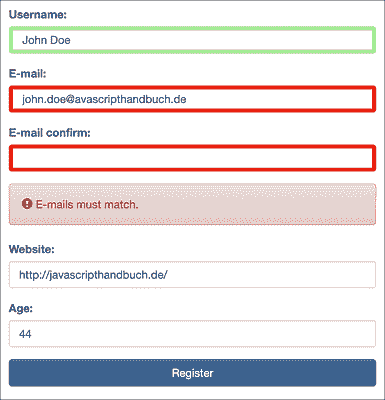 Username:
John Doe
E-mail:
john.doe@avascripthandbuch.de
E-mail confirm:
E-mails must match.
Website:
http://javascripthandbuch.de/
Age:
44
Register